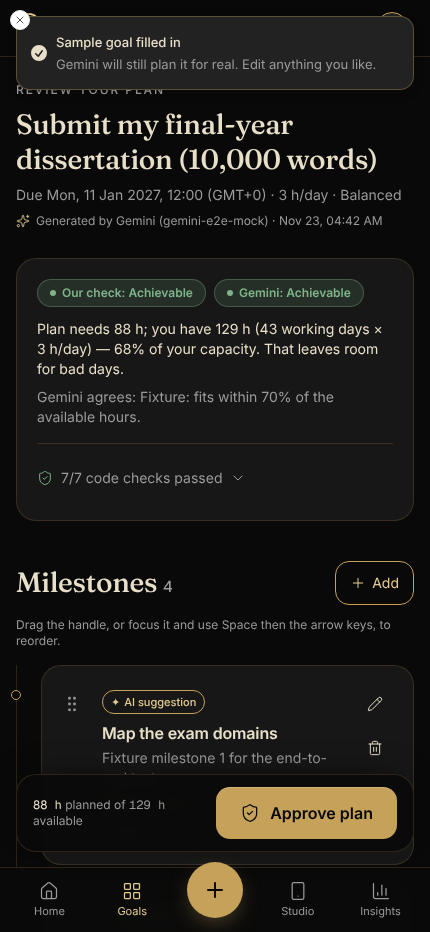 Sample goal filled in
Gemini will still plan it for real. Edit anything you like.
REVIEW YOUR PLAN
Submit my final-year
dissertation (10,000 words)
Due Mon, 11 Jan 2027, 12:00 (GMT+0) · 3 h/day · Balanced
Generated by Gemini (gemini-e2e-mock) · Nov 23, 04:42 AM
Our check: Achievable
Gemini: Achievable
Plan needs 88 h; you have 129 h (43 working days ×
3 h/day) — 68% of your capacity. That leaves room
for bad days.
Gemini agrees: Fixture: fits within 70% of the
available hours.
7/7 code checks passed
Milestones 4
+ Add
Drag the handle, or focus it and use Space then the arrow keys, to
reorder.
AI suggestion
Map the exam domains
Fixture milestone 1 for the end-to-
88 h planned of 129 h
available
Approve plan
Home
Goals
Studio
Insights